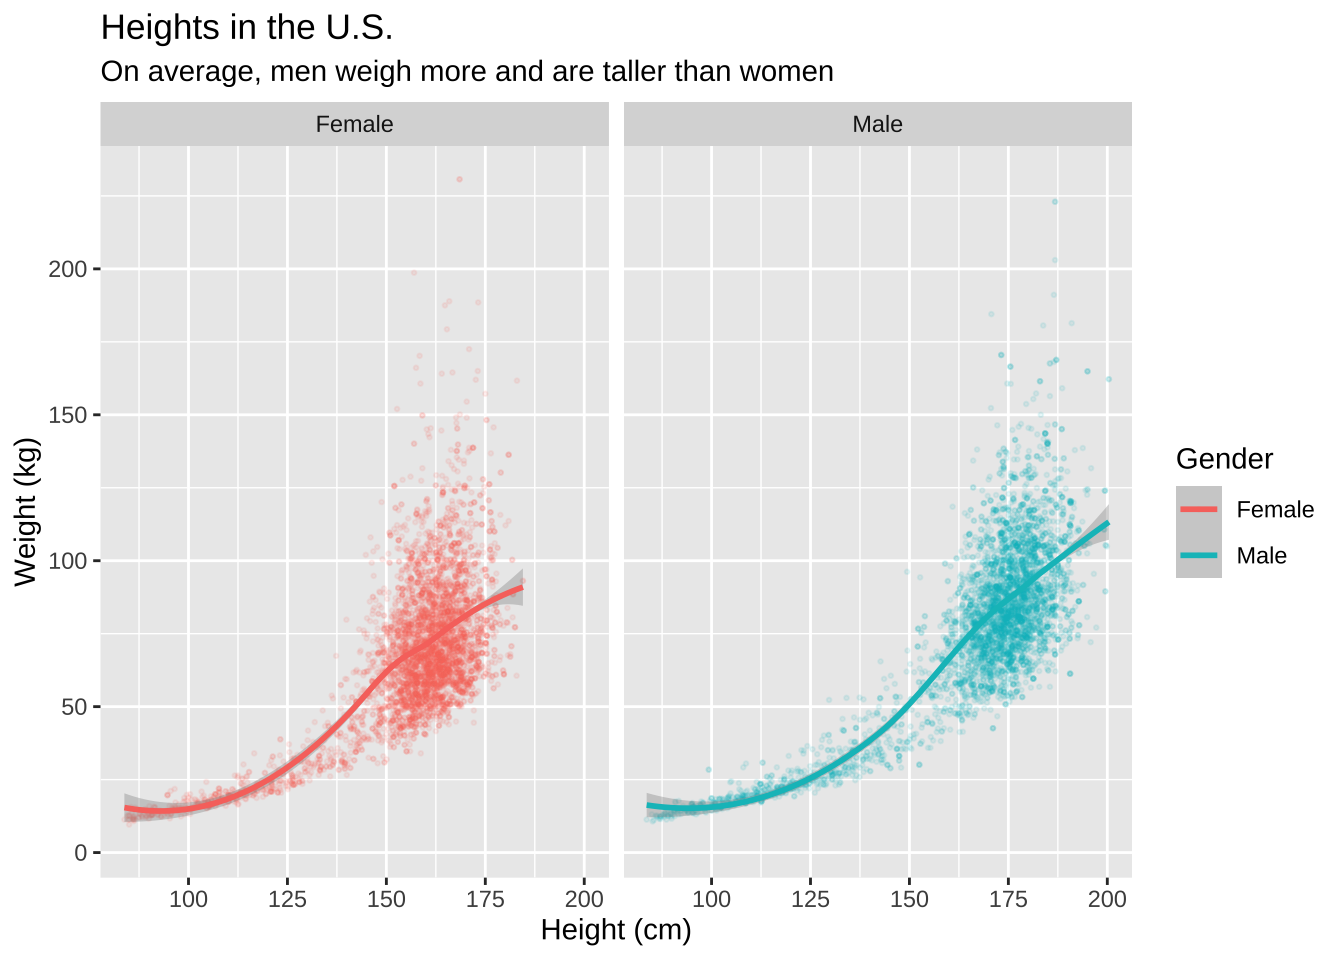 Heights in the U.S.
On average, men weigh more and are taller than women
Female
Male
200
150
100
50
0
Weight (kg)
100 125 150 175 200
100 125 150 175 200
Height (cm)
Gender
Female
Male